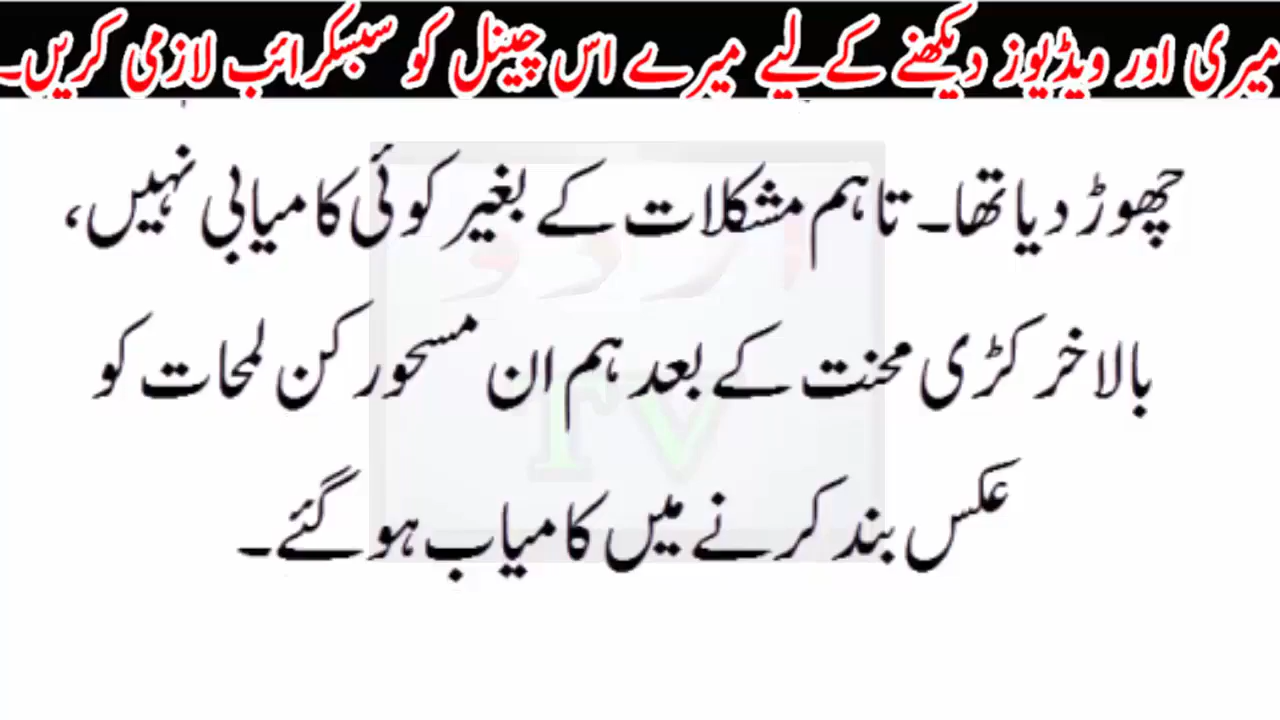 میری اور ویڈیوز دیکھنے کے لیے میرے اس چینل کو سبسکرائب لازمی کریں۔
چھوڑ دیا تھا۔ تاہم مشکلات کے بغیر کوئی کامیابی نہیں،
بالاخر کڑی محنت کے بعد ہم ان مسحور کن لمحات کو
عکس بند کرنے میں کامیاب ہو گئے۔
اردو
TV